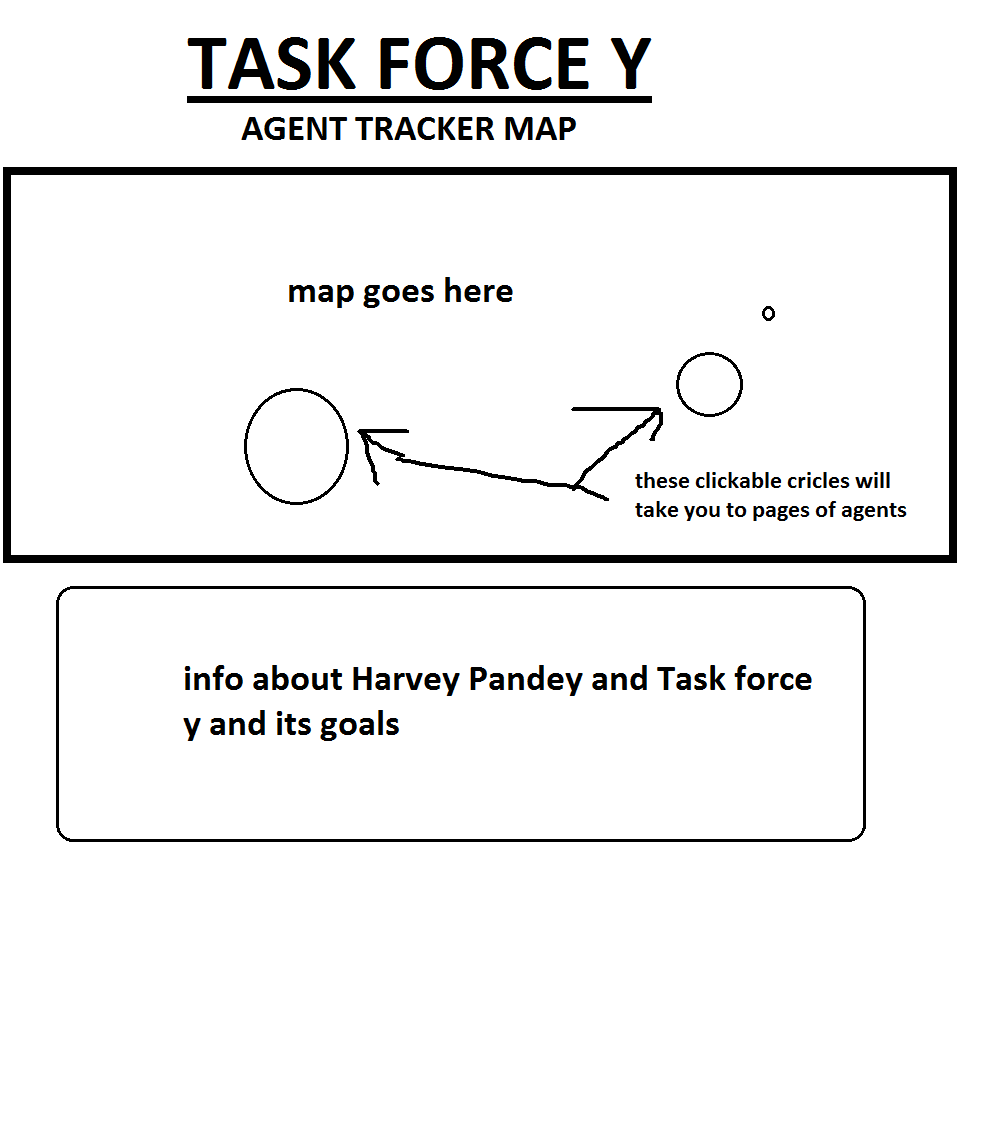 TASK FORCE Y
AGENT TRACKER MAP
map goes here
these clickable cricles will
take you to pages of agents
info about Harvey Pandey and Task force
y and its goals